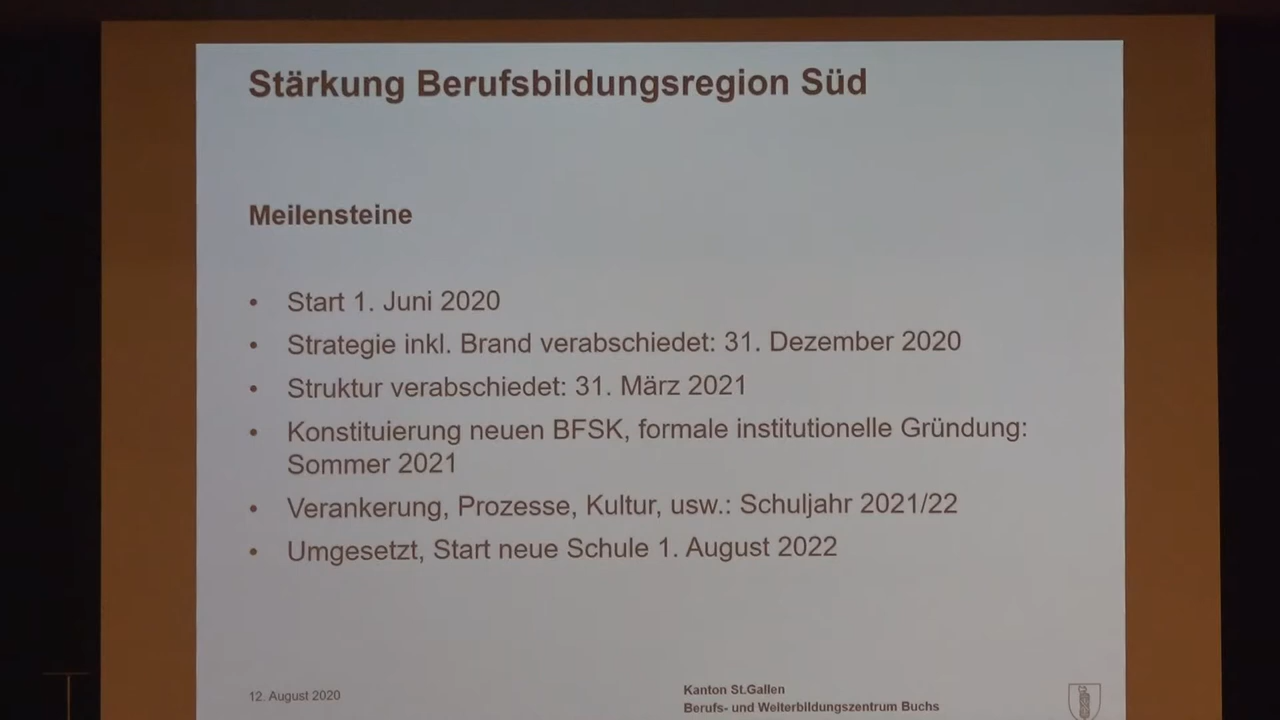 Stärkung Berufsbildungsregion Süd
Meilensteine
• Start 1. Juni 2020
• Strategie inkl. Brand verabschiedet: 31. Dezember 2020
• Struktur verabschiedet: 31. März 2021
• Konstituierung neuen BFSK, formale institutionelle Gründung:
Sommer 2021
• Verankerung, Prozesse, Kultur, usw.: Schuljahr 2021/22
• Umgesetzt, Start neue Schule 1. August 2022
12. August 2020
Kanton St.Gallen
Berufs- und Weiterbildungszentrum Buchs